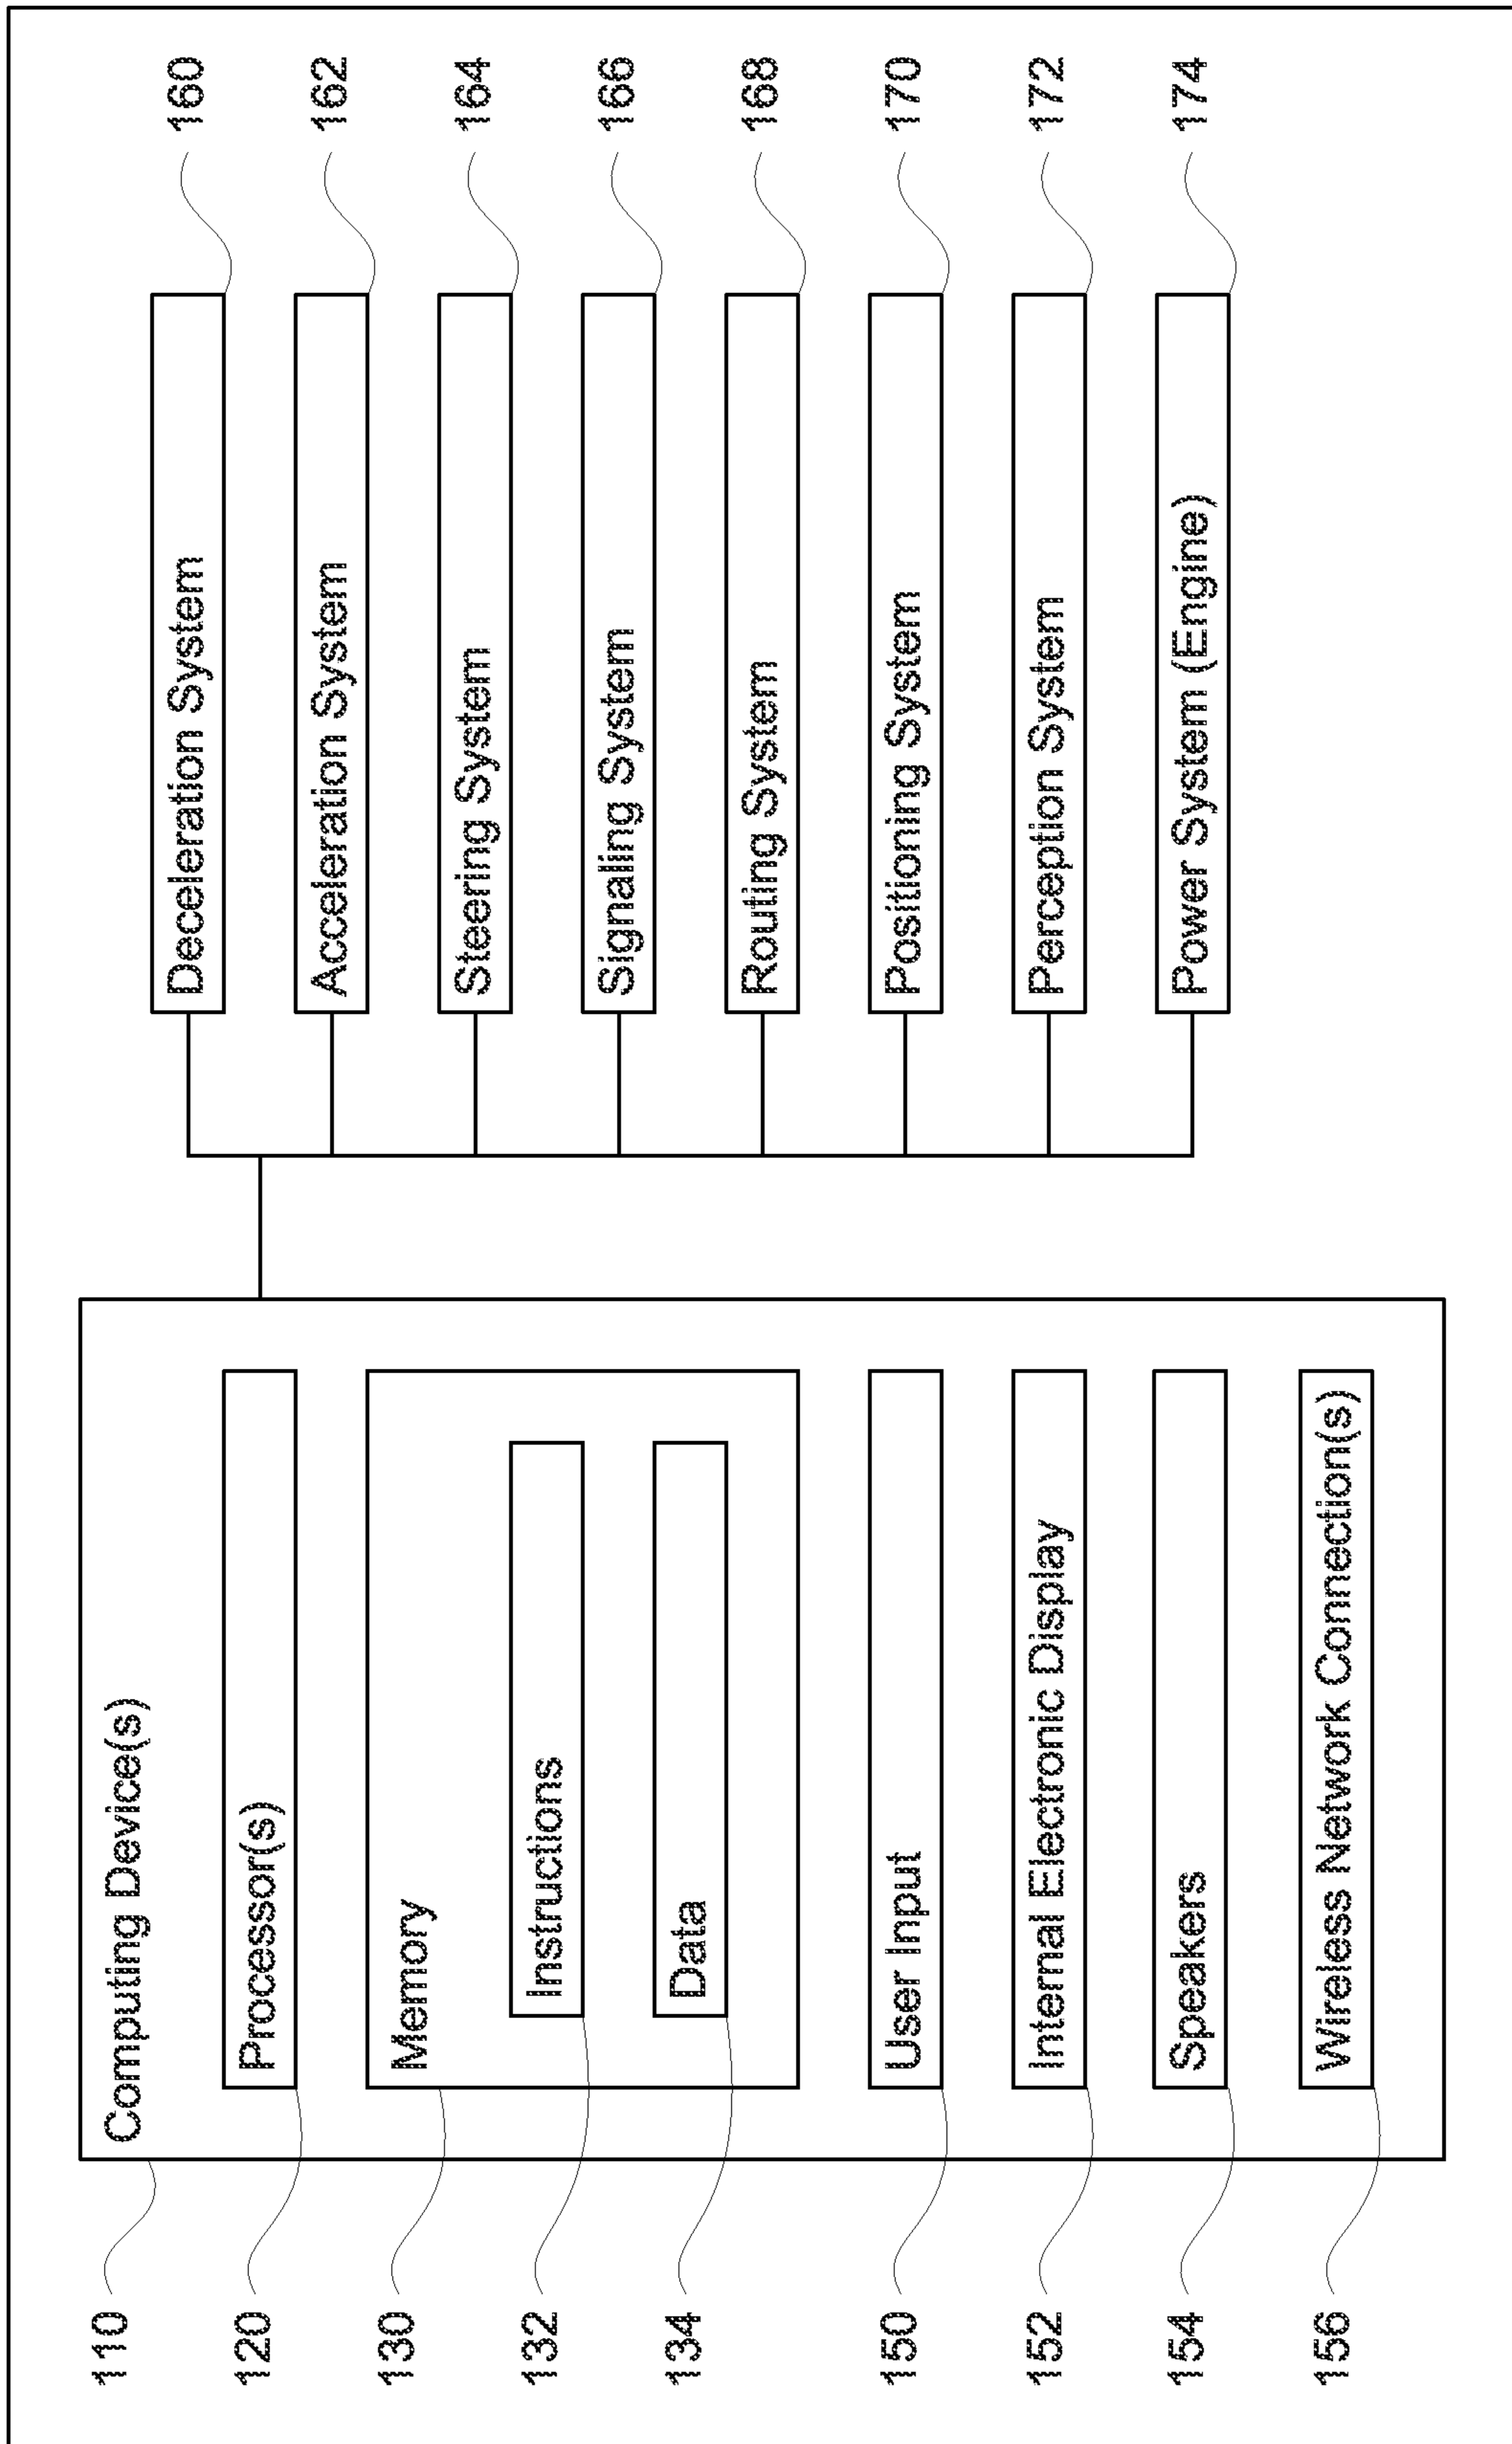 110
Computing Device(s)
120
Processor(s)
130
Memory
132
Instructions
134
Data
150
User Input
152
Internal Electronic Display
154
Speakers
156
Wireless Network Connection(s)
Deceleration System
160
Acceleration System
162
Steering System
164
Signaling System
166
Routing System
168
Positioning System
170
Perception System
172
Power System (Engine)
174